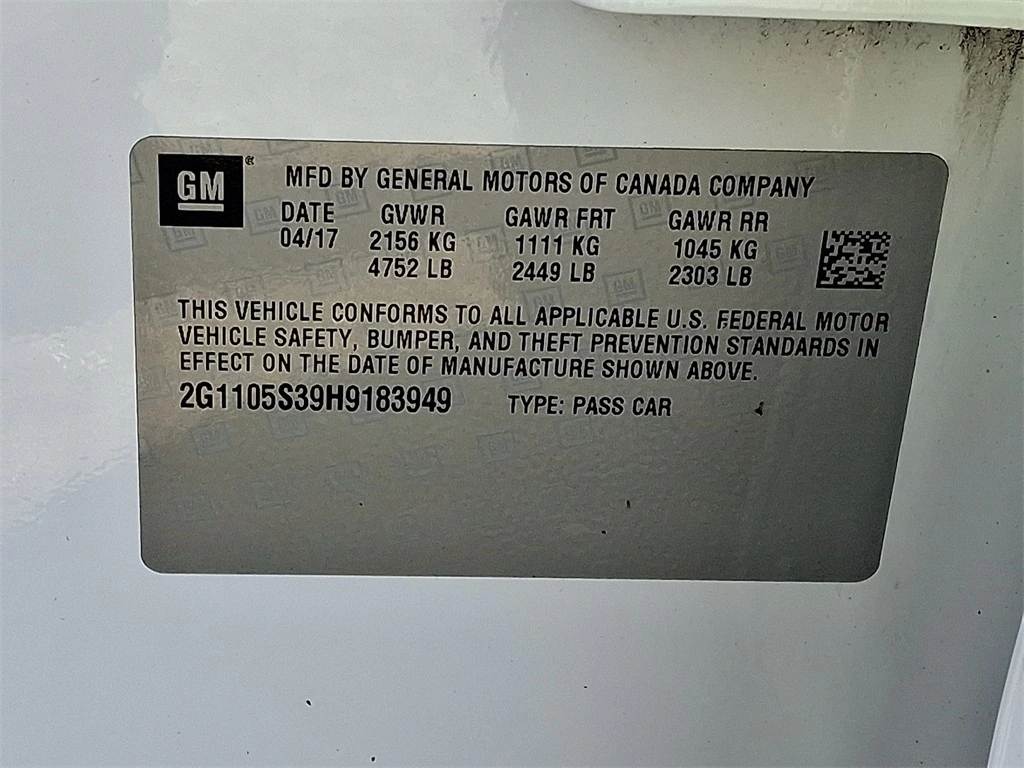 GM
MFD BY GENERAL MOTORS OF CANADA COMPANY
DATE GVWR GAWR FRT GAWR RR
04/17 2156 KG 1111 KG 1045 KG
4752 LB 2449 LB 2303 LB
THIS VEHICLE CONFORMS TO ALL APPLICABLE U.S. FEDERAL MOTOR
VEHICLE SAFETY, BUMPER, AND THEFT PREVENTION STANDARDS IN
EFFECT ON THE DATE OF MANUFACTURE SHOWN ABOVE.
2G1105S39H9183949 TYPE: PASS CAR